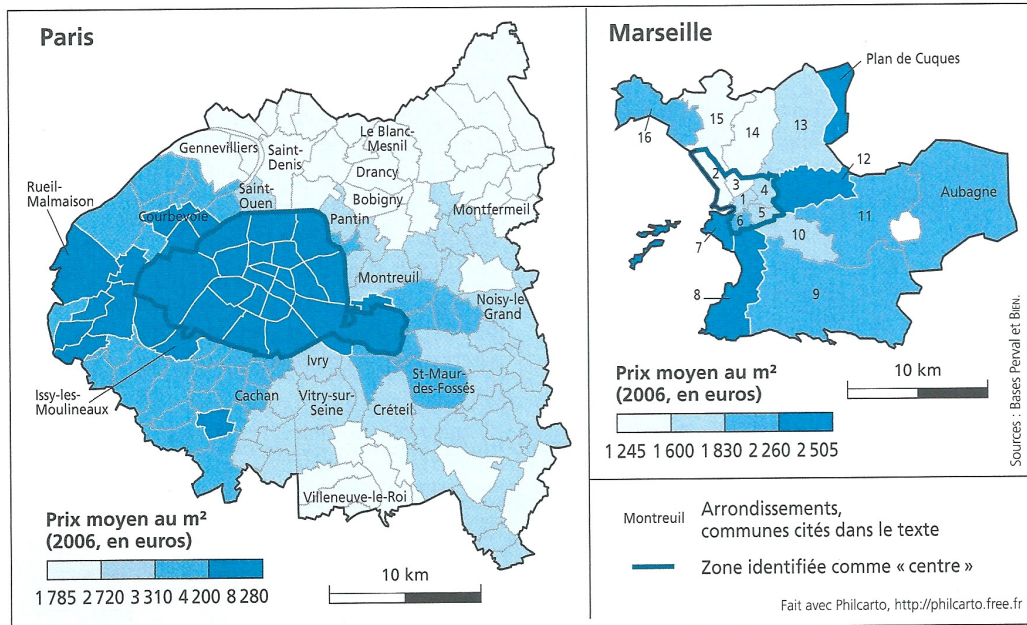 Paris
Gennevilliers
Saint-
Denis
Le Blanc-
Mesnil
Drancy
Bobigny
Rueil-
Malmaison
Courbevoie
Saint-
Ouen
Pantin
Montfermeil
Montreuil
Noisy-le-
Grand
Ivry
Issy-les-
Moulineaux
Cachan
Vitry-sur-
Seine
Créteil
St-Maur-
des-Fossés
Villeneuve-le-Roi
Prix moyen au m²
(2006, en euros)
1 785 2 720 3 310 4 200 8 280
10 km
Marseille
Plan de Cuques
16
15
14
13
12
2
3
1
4
5
6
7
8
9
10
11
Aubagne
Prix moyen au m²
(2006, en euros)
1 245 1 600 1 830 2 260 2 505
10 km
Sources : Bases Perval et BIEN.
Montreuil
Arrondissements,
communes cités dans le texte
Zone identifiée comme « centre »
Fait avec Philcarto, http://philcarto.free.fr